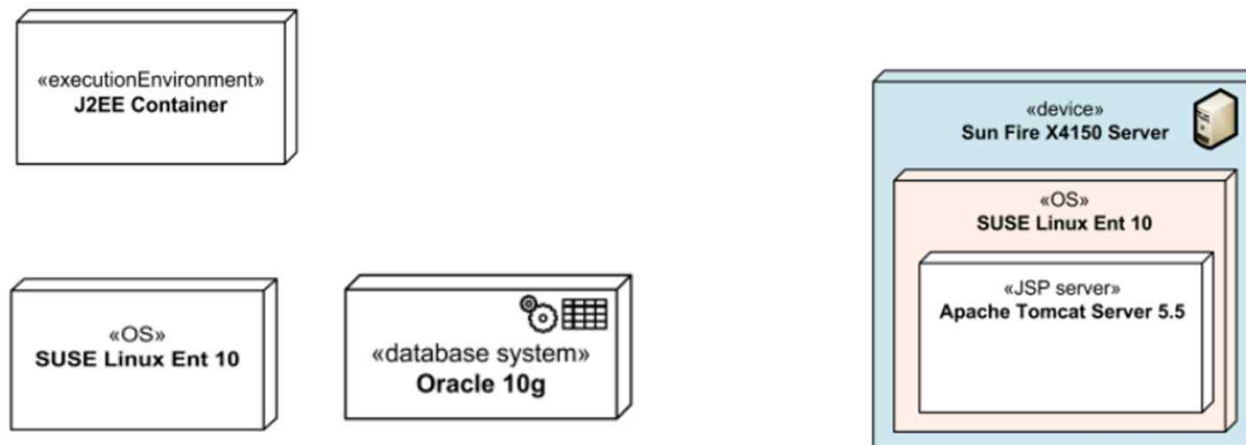 «executionEnvironment»
J2EE Container
«device»
Sun Fire X4150 Server
«OS»
SUSE Linux Ent 10
«JSP server»
Apache Tomcat Server 5.5
«OS»
SUSE Linux Ent 10
«database system»
Oracle 10g